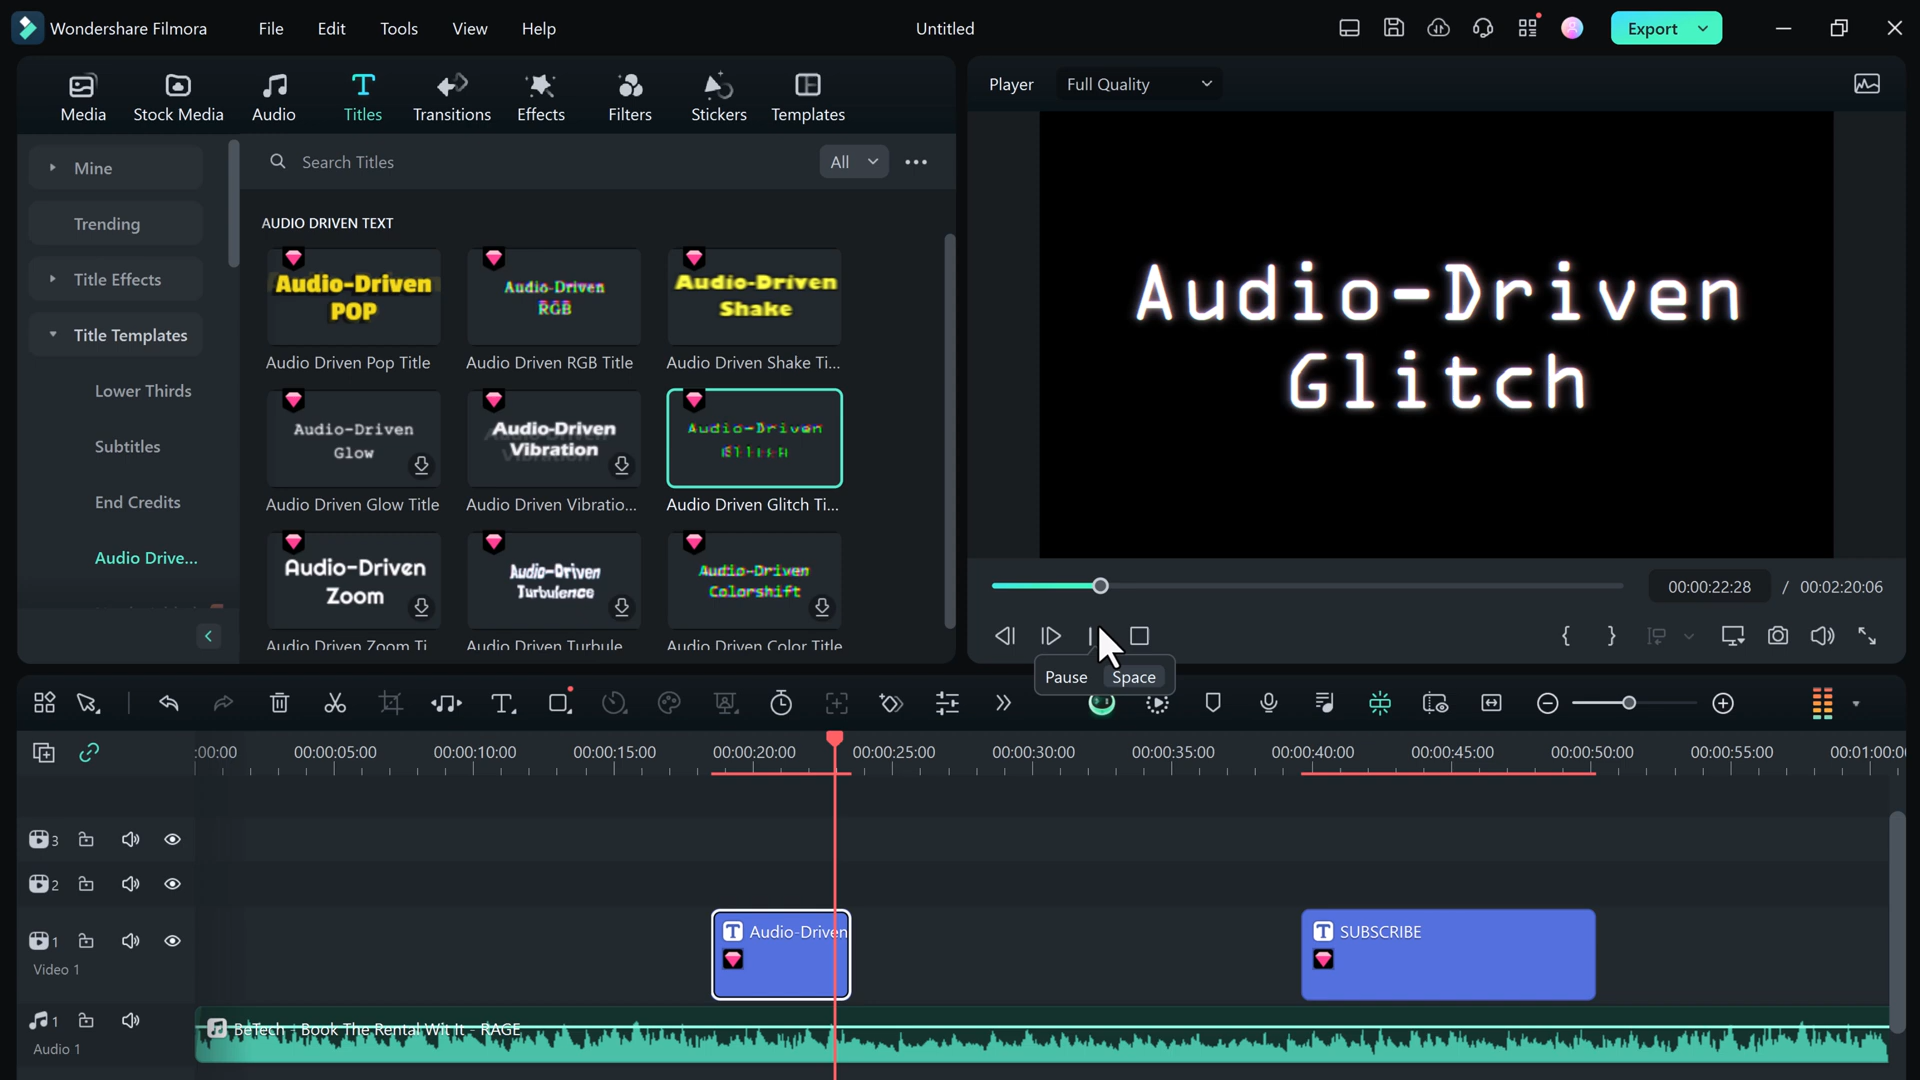 Wondershare Filmora
File
Edit
Tools
View
Help
Untitled
Export
Media
Stock Media
Audio
Titles
Transitions
Effects
Filters
Stickers
Templates
Player
Full Quality
Mine
Trending
Title Effects
Title Templates
Lower Thirds
Subtitles
End Credits
Audio Drive...
Search Titles
All
AUDIO DRIVEN TEXT
Audio-Driven
POP
Audio Driven Pop Title
Audio-Driven
RGB
Audio Driven RGB Title
Audio-Driven
Shake
Audio Driven Shake Ti...
Audio-Driven
Glow
Audio Driven Glow Title
Audio-Driven
Vibration
Audio Driven Vibratio...
Audio-Driven
Glitch
Audio Driven Glitch Ti...
Audio-Driven
Zoom
Audio Driven Zoom Ti
Audio-Driven
Turbulence
Audio Driven Turbule
Audio-Driven
Colorshift
Audio Driven Color Title
Audio-Driven
Glitch
00:00:22:28 / 00:02:20:06
Pause Space
:00:00
00:00:05:00
00:00:10:00
00:00:15:00
00:00:20:00
00:00:25:00
00:00:30:00
00:00:35:00
00:00:40:00
00:00:45:00
00:00:50:00
00:00:55:00
00:01:00:0
3
2
1
Video 1
T Audio-Driven
T SUBSCRIBE
1
Audio 1
BeTech - Book The Rental Wit It - RAGE